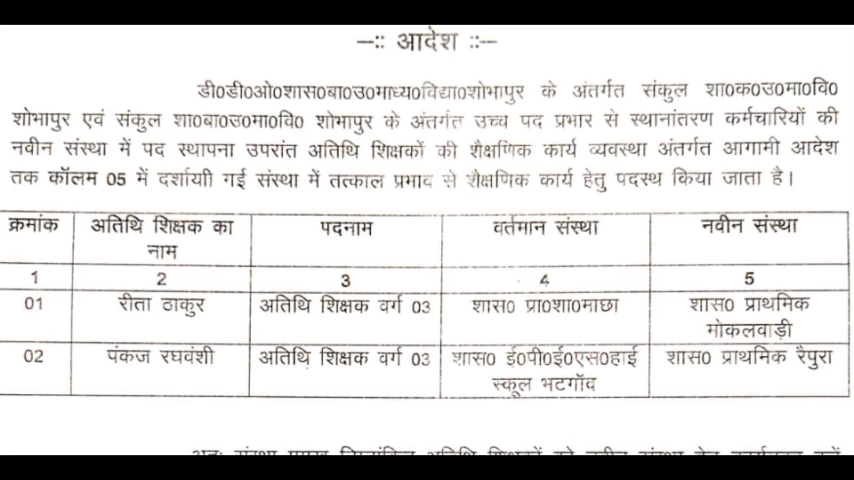 —:: आदेश ::—
डी0डी0ओ0शास0बा0उ0माध्य0विद्या0शोभापुर के अंतर्गत संकुल शा0क0उ0मा0वि0
शोभापुर एवं संकुल शा0बा0उ0मा0वि0 शोभापुर के अंतर्गत उच्च पद प्रभार से स्थानांतरण कर्मचारियों की
नवीन संस्था में पद स्थापना उपरांत अतिथि शिक्षकों की शैक्षणिक कार्य व्यवस्था अंतर्गत आगामी आदेश
तक कॉलम 05 में दर्शायाी गई संस्था में तत्काल प्रभाव से शैक्षणिक कार्य हेतु पदस्थ किया जाता है।
क्रमांक अतिथि शिक्षक का पदनाम वर्तमान संस्था नवीन संस्था
नाम
1 2 3 4 5
01 रीता ठाकुर अतिथि शिक्षक वर्ग 03 शास0 प्रा0शा0माछा शास0 प्राथमिक
मोकलवाड़ी
02 पंकज रघवंशी अतिथि शिक्षक वर्ग 03 शास0 ई0पी0ई0एस0हाई शास0 प्राथमिक रैपुरा
स्कूल भटगॉव